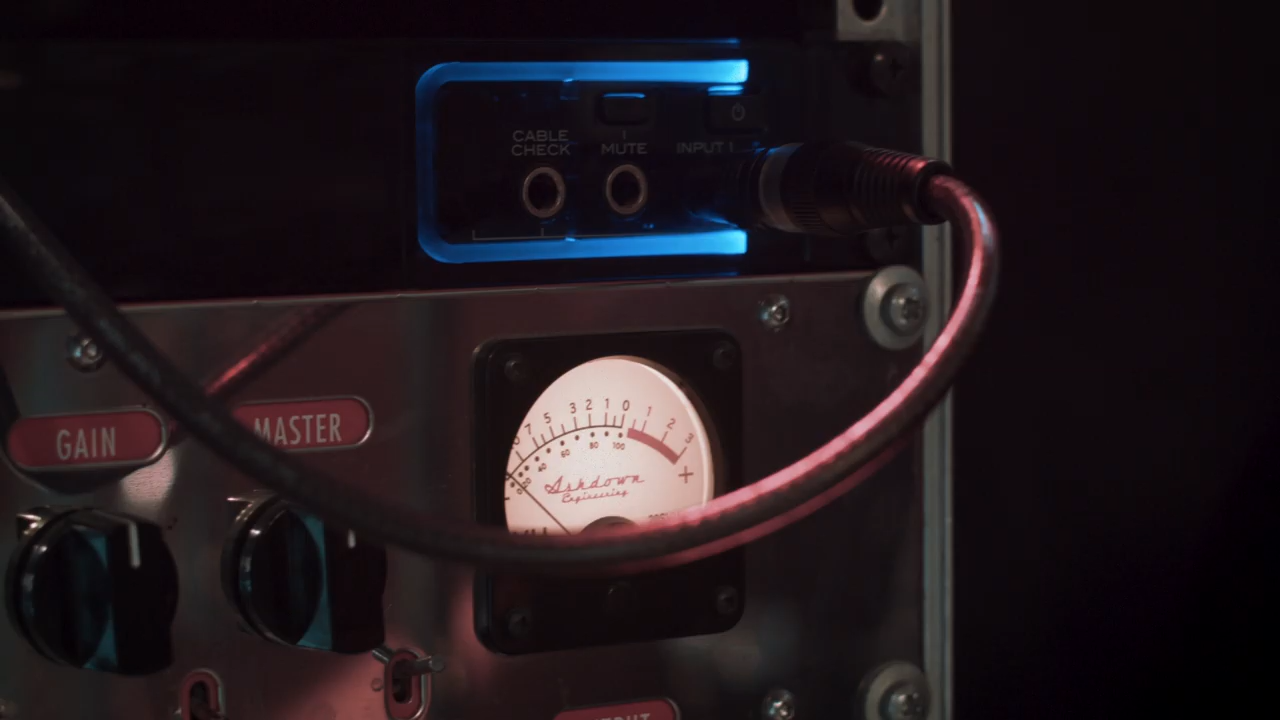 CABLE
CHECK
MUTE
INPUT 1
GAIN
MASTER
7 5 3 2 1 0 1 2 3
20 40 60 80 100
+
Ashdown
Engineering